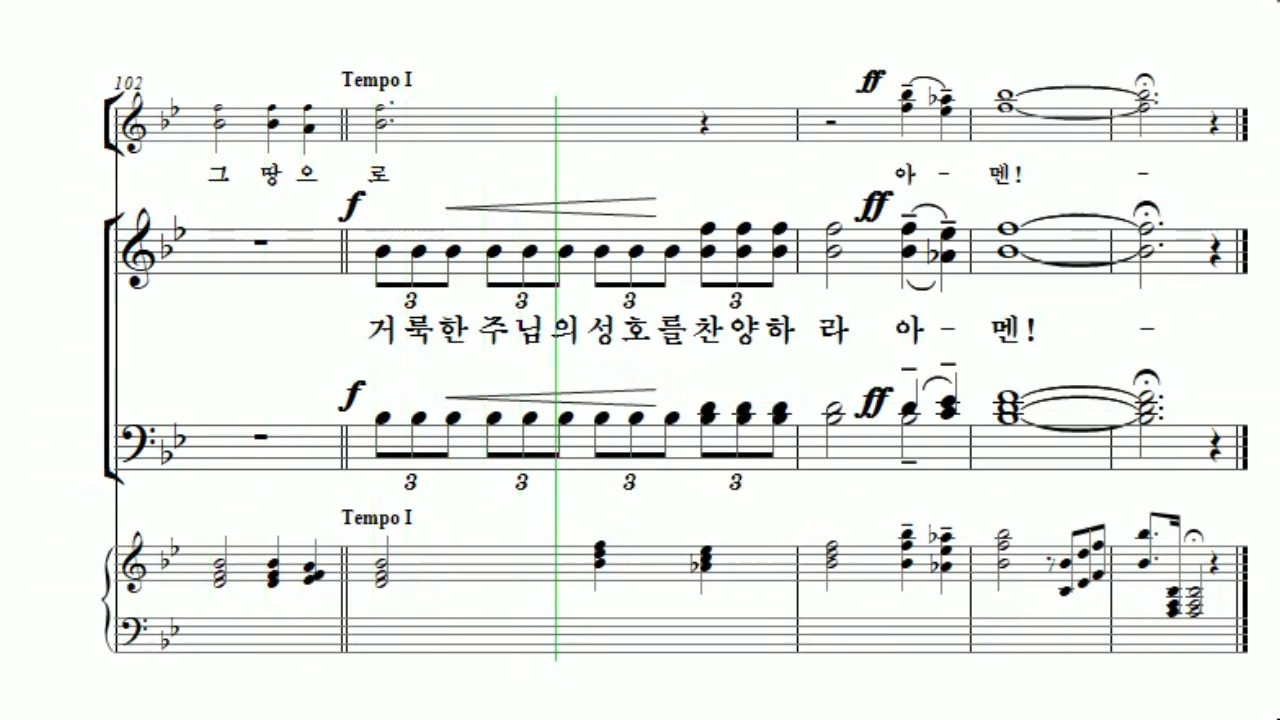 102
Tempo I
ff
그 땅 으 로 아 - 멘! -
f ff
3 3 3 3
거 룩 한 주 님 의 성 호 를 찬 양 하 라 아 - 멘! -
f ff
3 3 3 3
Tempo I